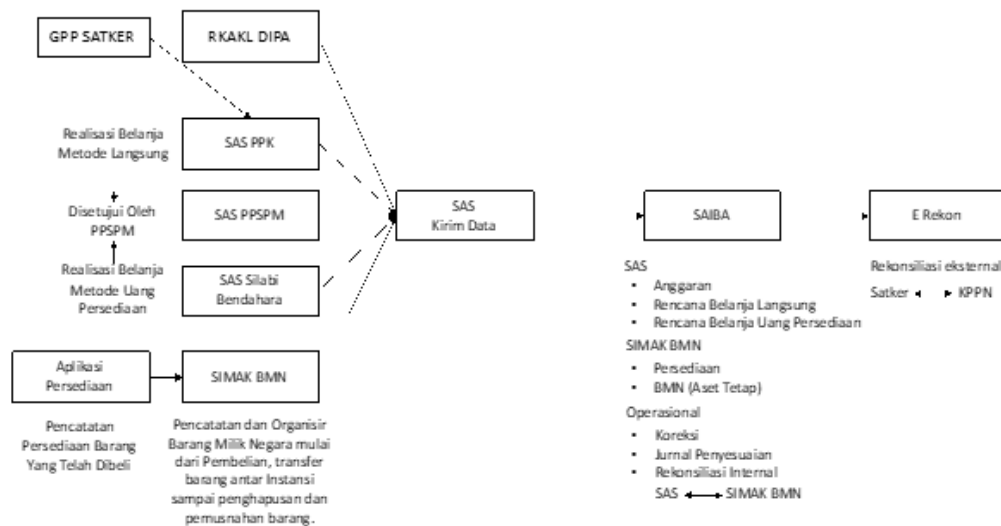 GPP SATKER
RKAKL DIPA
Realisasi Belanja
Metode Langsung
SAS PPK
Disetujui Oleh
PPSPM
SAS PPSPM
SAS
Kirim Data
SAIBA
E Rekon
Realisasi Belanja
Metode Uang
Persediaan
SAS Silabi
Bendahara
SAS
▪ Anggaran
▪ Rencana Belanja Langsung
▪ Rencana Belanja Uang Persediaan
SIMAK BMN
▪ Persediaan
▪ BMN (Aset Tetap)
Operasional
▪ Koreksi
▪ Jurnal Penyesuaian
▪ Rekonsiliasi Internal
SAS SIMAK BMN
Rekonsiliasi eksternal
Satker KPPN
Aplikasi
Persediaan
SIMAK BMN
Pencatatan
Persediaan Barang
Yang Telah Dibeli
Pencatatan dan Organisir
Barang Milik Negara mulai
dari Pembelian, transfer
barang antar Instansi
sampai penghapusan dan
pemusnahan barang.